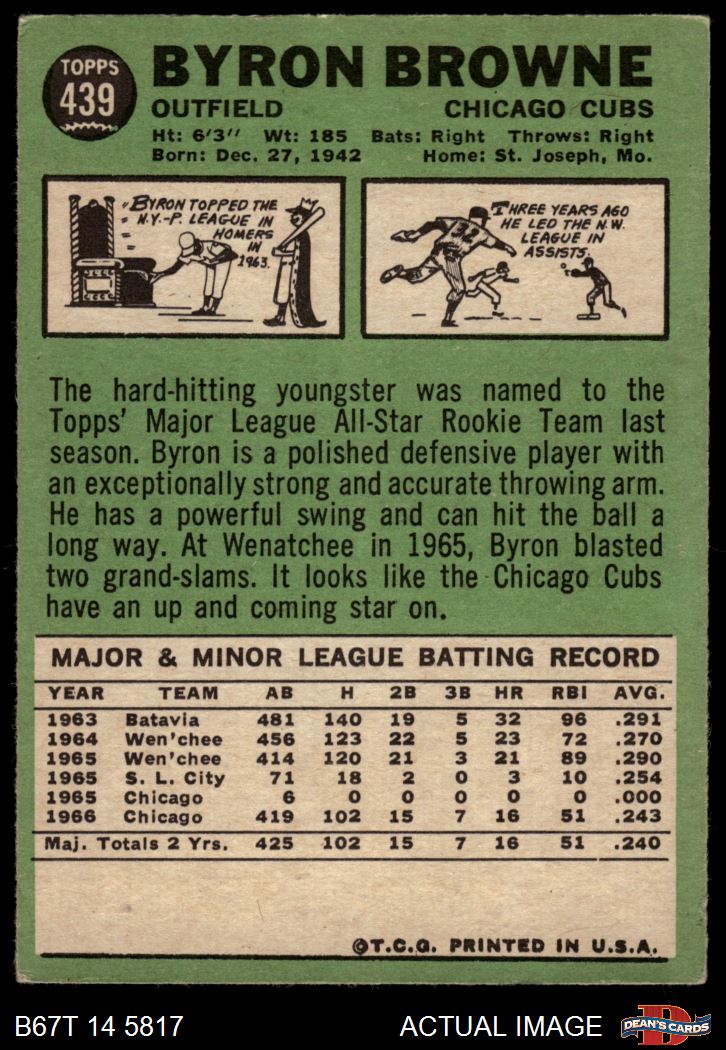 TOPPS
439
BYRON BROWNE
OUTFIELD CHICAGO CUBS
Ht: 6'3" Wt: 185 Bats: Right Throws: Right
Born: Dec. 27, 1942 Home: St. Joseph, Mo.
BYRON TOPPED THE
N.Y.-P. LEAGUE IN
HOMERS
IN
1963.
THREE YEARS AGO
HE LED THE N.W.
LEAGUE IN
ASSISTS.
32
The hard-hitting youngster was named to the
Topps' Major League All-Star Rookie Team last
season. Byron is a polished defensive player with
an exceptionally strong and accurate throwing arm.
He has a powerful swing and can hit the ball a
long way. At Wenatchee in 1965, Byron blasted
two grand-slams. It looks like the Chicago Cubs
have an up and coming star on.
MAJOR & MINOR LEAGUE BATTING RECORD
YEAR TEAM AB H 2B 3B HR RBI AVG.
1963 Batavia 481 140 19 5 32 96 .291
1964 Wen'chee 456 123 22 5 23 72 .270
1965 Wen'chee 414 120 21 3 21 89 .290
1965 S. L. City 71 18 2 0 3 10 .254
1965 Chicago 6 0 0 0 0 0 .000
1966 Chicago 419 102 15 7 16 51 .243
Maj. Totals 2 Yrs. 425 102 15 7 16 51 .240
©T.C.G. PRINTED IN U.S.A.
B67T 14 5817 ACTUAL IMAGE
D
DEAN'S CARDS